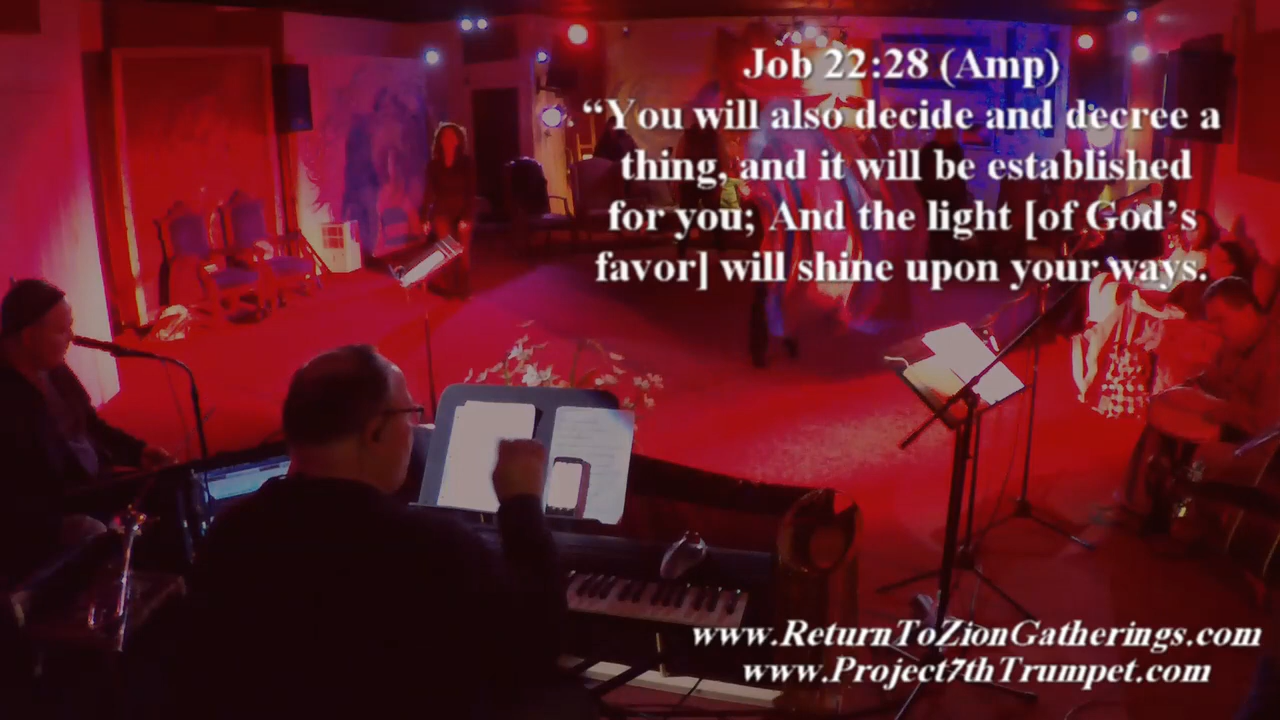 Job 22:28 (Amp)
“You will also decide and decree a
thing, and it will be established
for you; And the light [of God’s
favor] will shine upon your ways.
www.ReturnToZionGatherings.com
www.Project7thTrumpet.com